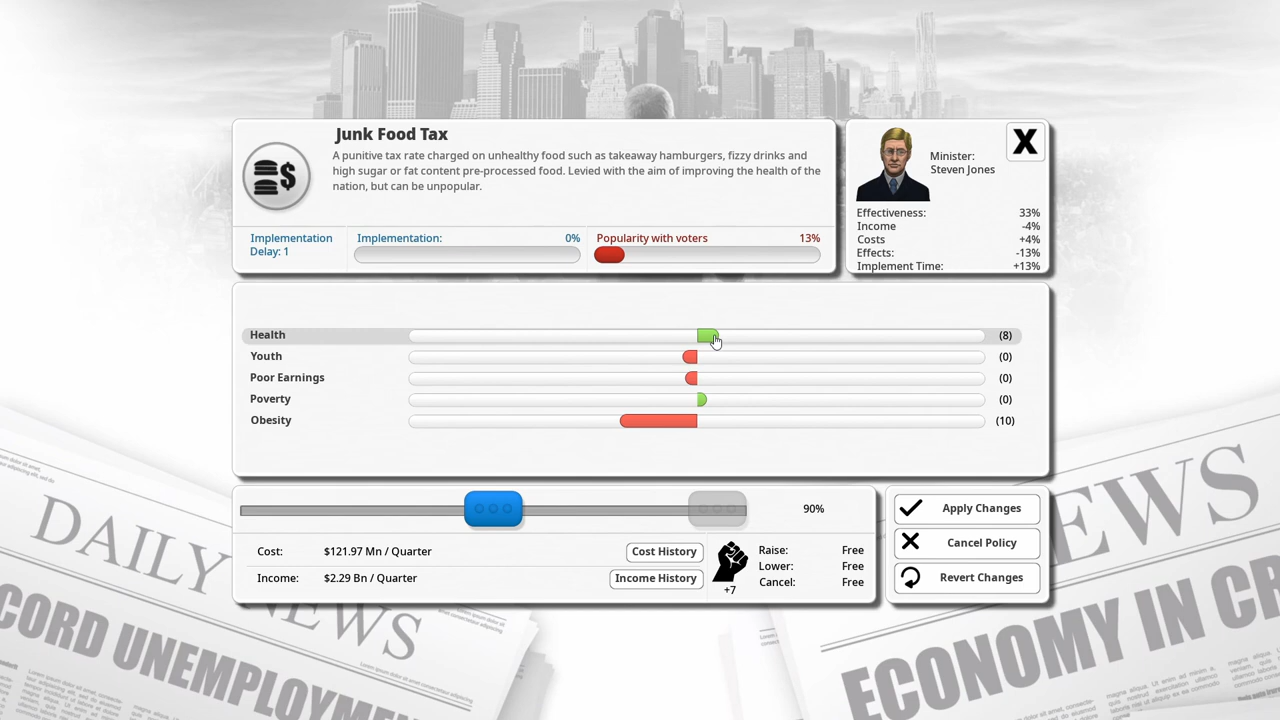 Junk Food Tax
A punitive tax rate charged on unhealthy food such as takeaway hamburgers, fizzy drinks and
high sugar or fat content pre-processed food. Levied with the aim of improving the health of the
nation, but can be unpopular.
Implementation
Delay: 1
Implementation: 0%
Popularity with voters 13%
X
Minister:
Steven Jones
Effectiveness: 33%
Income -4%
Costs +4%
Effects: -13%
Implement Time: +13%
Health (8)
Youth (0)
Poor Earnings (0)
Poverty (0)
Obesity (10)
90%
Cost: $121.97 Mn / Quarter Cost History
Income: $2.29 Bn / Quarter Income History
+7
Raise: Free
Lower: Free
Cancel: Free
Apply Changes
Cancel Policy
Revert Changes
DAILY NEWS
CORD UNEMPLOYM
EWS
ECONOMY IN CR